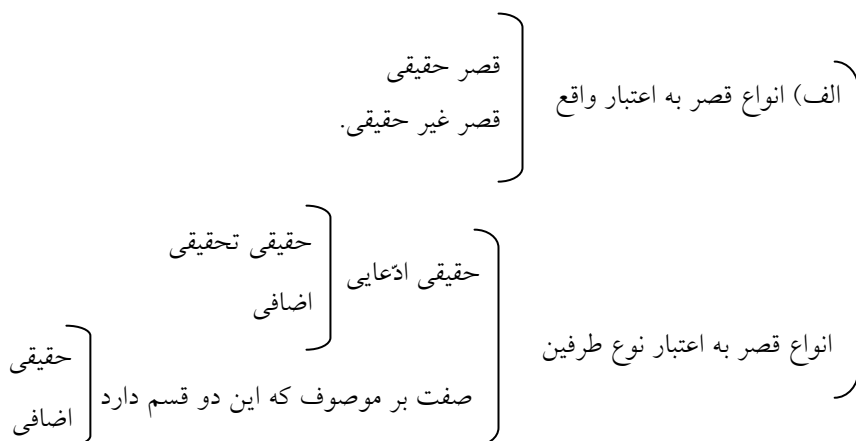 الف) انواع قصر به اعتبار واقع
قصر حقیقی
قصر غیر حقیقی.
انواع قصر به اعتبار نوع طرفین
حقیقی ادّعایی
حقیقی تحقیقی
اضافی
صفت بر موصوف که این دو قسم دارد
حقیقی
اضافی